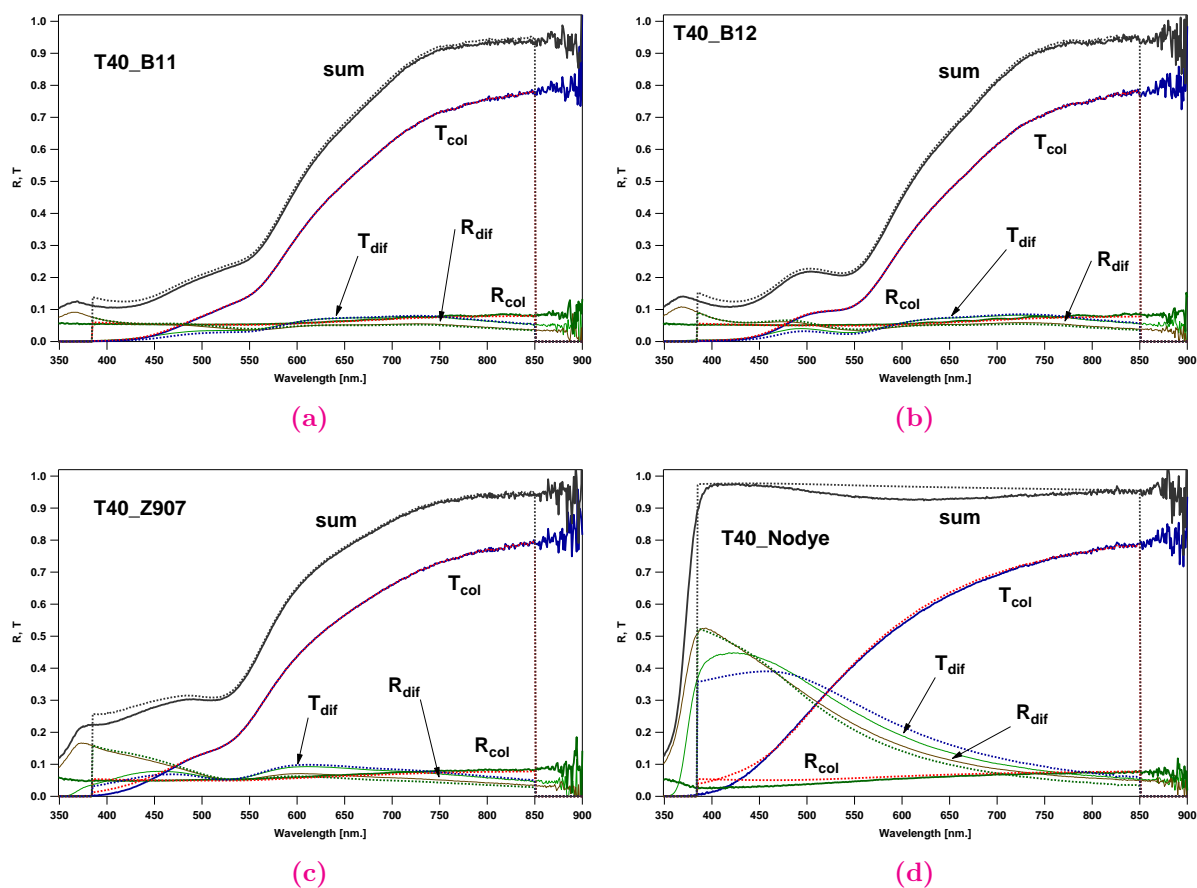 1.0
0.9
0.8
0.7
0.6
0.5
0.4
0.3
0.2
0.1
0.0
R, T
350 400 450 500 550 600 650 700 750 800 850 900
Wavelength [nm.]
T40_B11
sum
Tcol
Tdif
Rdif
Rcol
(a)
1.0
0.9
0.8
0.7
0.6
0.5
0.4
0.3
0.2
0.1
0.0
R, T
350 400 450 500 550 600 650 700 750 800 850 900
Wavelength [nm.]
T40_B12
sum
Tcol
Tdif
Rdif
Rcol
(b)
1.0
0.9
0.8
0.7
0.6
0.5
0.4
0.3
0.2
0.1
0.0
R, T
350 400 450 500 550 600 650 700 750 800 850 900
Wavelength [nm.]
T40_Z907
sum
Tcol
Tdif
Rdif
Rcol
(c)
1.0
0.9
0.8
0.7
0.6
0.5
0.4
0.3
0.2
0.1
0.0
R, T
350 400 450 500 550 600 650 700 750 800 850 900
Wavelength [nm.]
sum
T40_Nodye
Tcol
Tdif
Rdif
Rcol
(d)